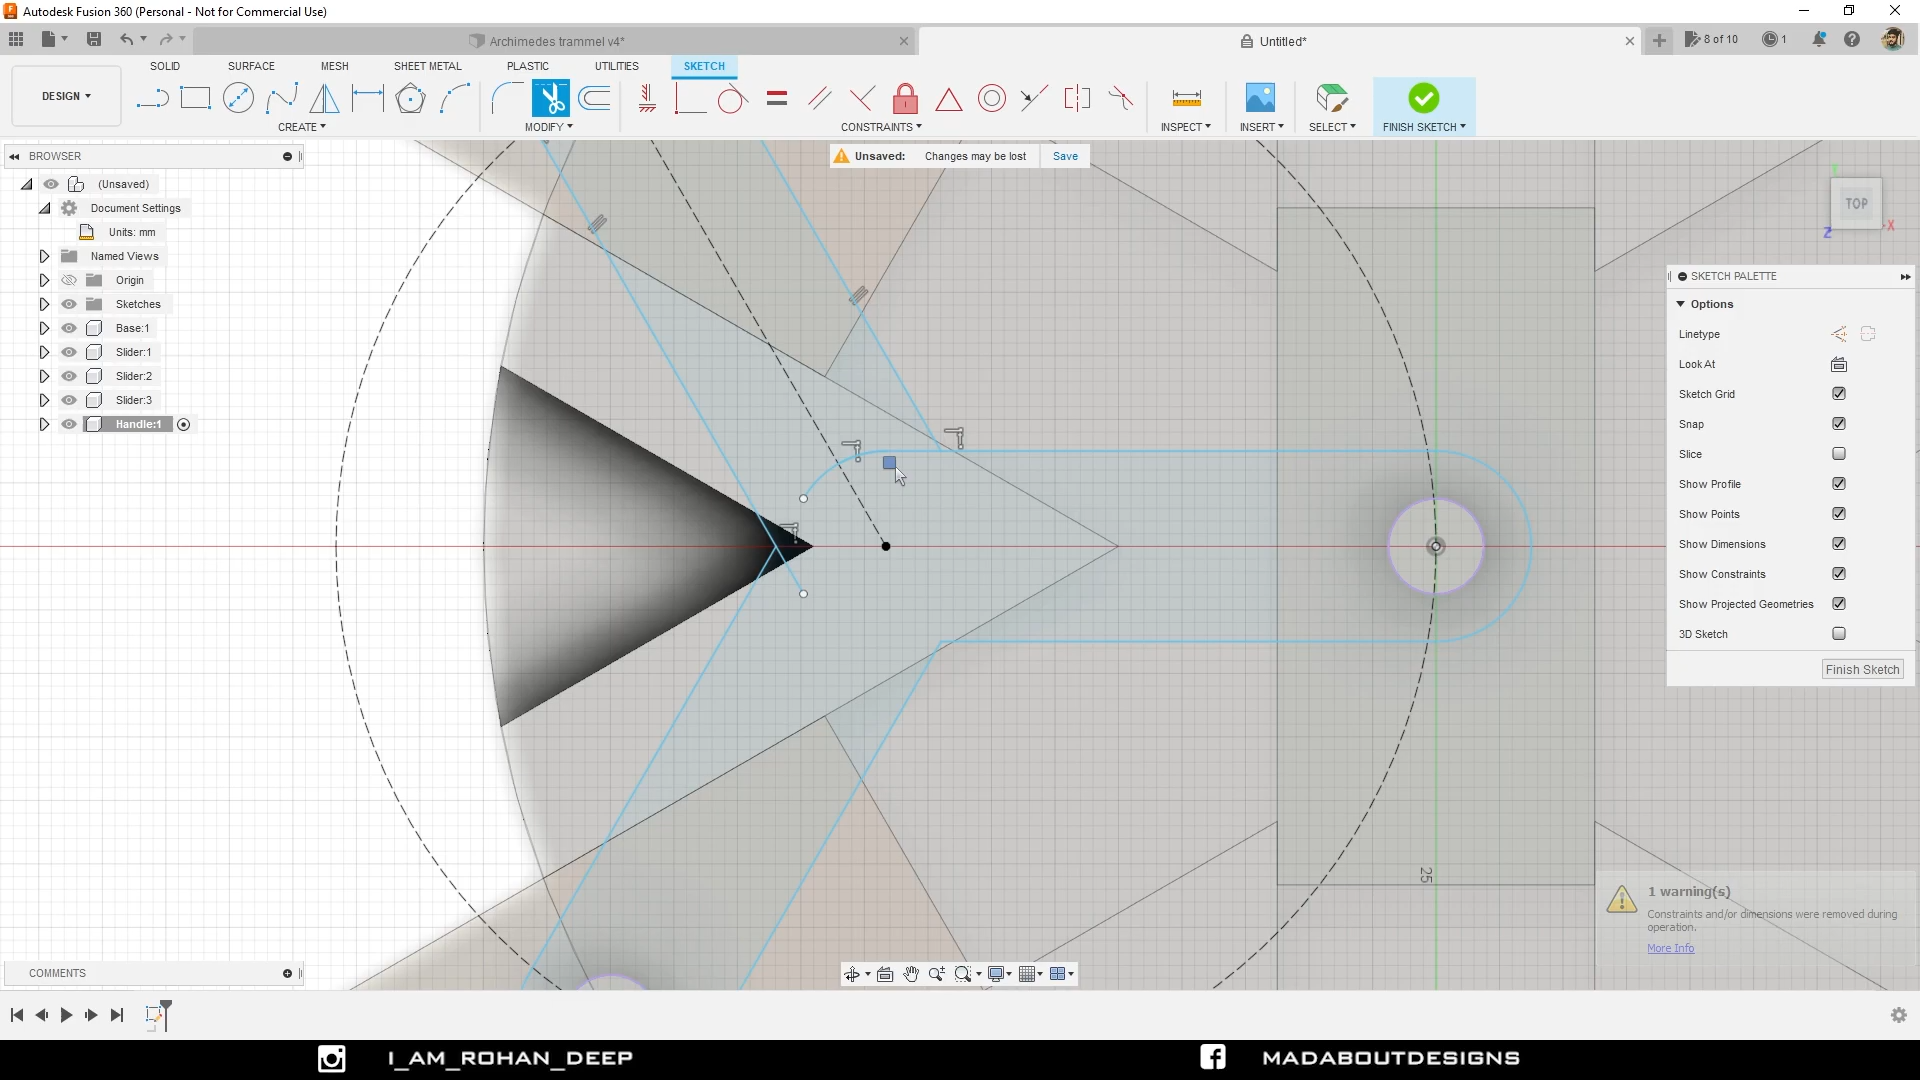 Autodesk Fusion 360 (Personal - Not for Commercial Use)
Archimedes trammel v4*
Untitled*
8 of 10
1
DESIGN
SOLID
SURFACE
MESH
SHEET METAL
PLASTIC
UTILITIES
SKETCH
CREATE
MODIFY
CONSTRAINTS
INSPECT
INSERT
SELECT
FINISH SKETCH
BROWSER
Unsaved: Changes may be lost Save
(Unsaved)
Document Settings
Units: mm
Named Views
Origin
Sketches
Base:1
Slider:1
Slider:2
Slider:3
Handle:1
TOP
X
Z
SKETCH PALETTE
Options
Linetype
Look At
Sketch Grid
Snap
Slice
Show Profile
Show Points
Show Dimensions
Show Constraints
Show Projected Geometries
3D Sketch
Finish Sketch
25
1 warning(s)
Constraints and/or dimensions were removed during
operation.
More Info
COMMENTS
I_AM_ROHAN_DEEP
MADABOUTDESIGNS